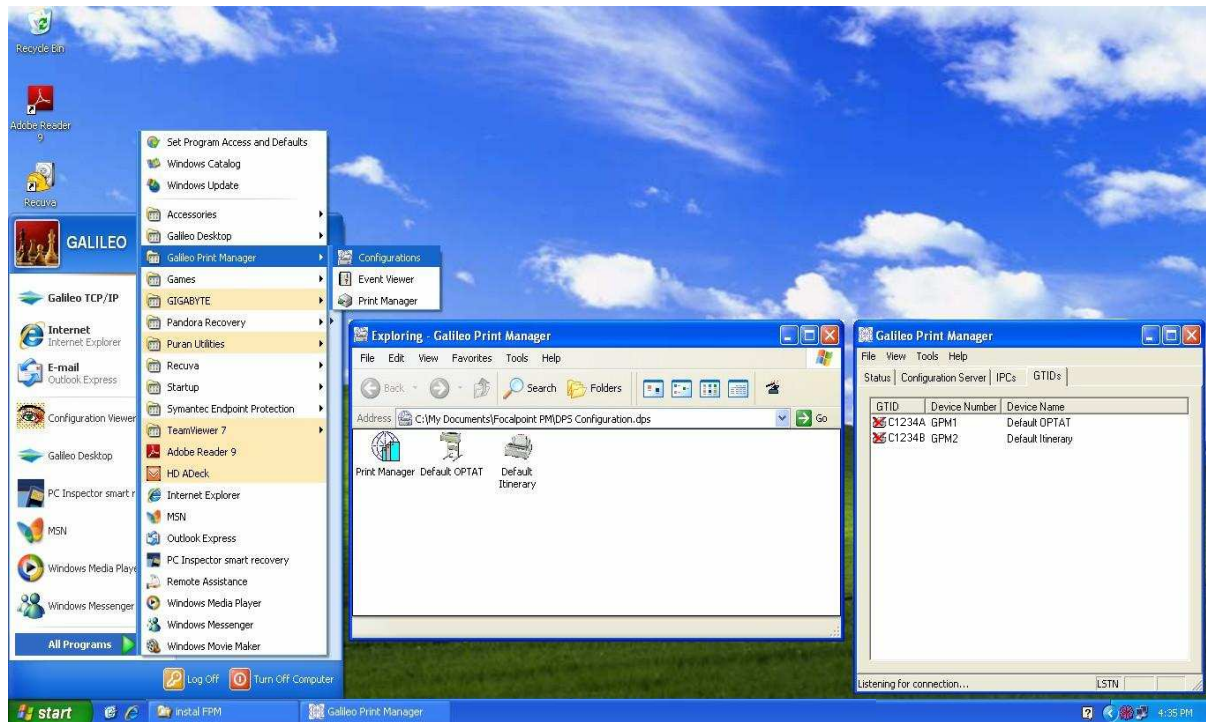 Recycle Bin
Adobe Reader
9
Recuva
GALILEO
Galileo TCP/IP
Internet
Internet Explorer
E-mail
Outlook Express
Configuration Viewer
Galileo Desktop
PC Inspector smart r
MSN
Windows Media Playe
Windows Messenger
All Programs
Log Off
Turn Off Computer
Set Program Access and Defaults
Windows Catalog
Windows Update
Accessories
Galileo Desktop
Galileo Print Manager
Games
GIGABYTE
Pandora Recovery
Puran Utilities
Recuva
Startup
Symantec Endpoint Protection
TeamViewer 7
Adobe Reader 9
HD ADeck
Internet Explorer
MSN
Outlook Express
PC Inspector smart recovery
Remote Assistance
Windows Media Player
Windows Messenger
Windows Movie Maker
Configurations
Event Viewer
Print Manager
Exploring - Galileo Print Manager
File Edit View Favorites Tools Help
Back Search Folders
Address C:\My Documents\Focalpoint PM\DPS Configuration.dps Go
Print Manager Default OPTAT Default
Itinerary
Galileo Print Manager
File View Tools Help
Status Configuration Server IPCs GTIDs
GTID Device Number Device Name
C1234A GPM1 Default OPTAT
C1234B GPM2 Default Itinerary
Listening for connection... LSTN
start instal FPM Galileo Print Manager 4:35 PM